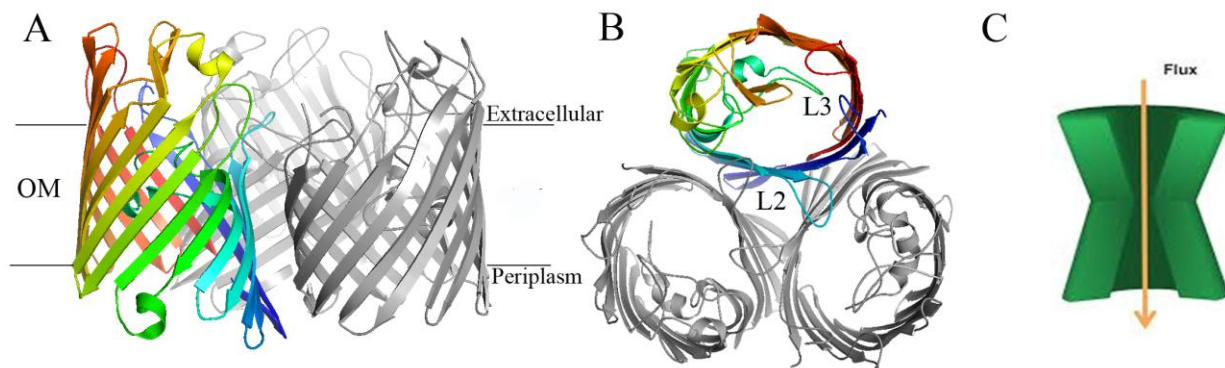 A
OM
Extracellular
Periplasm
B
L3
L2
C
Flux